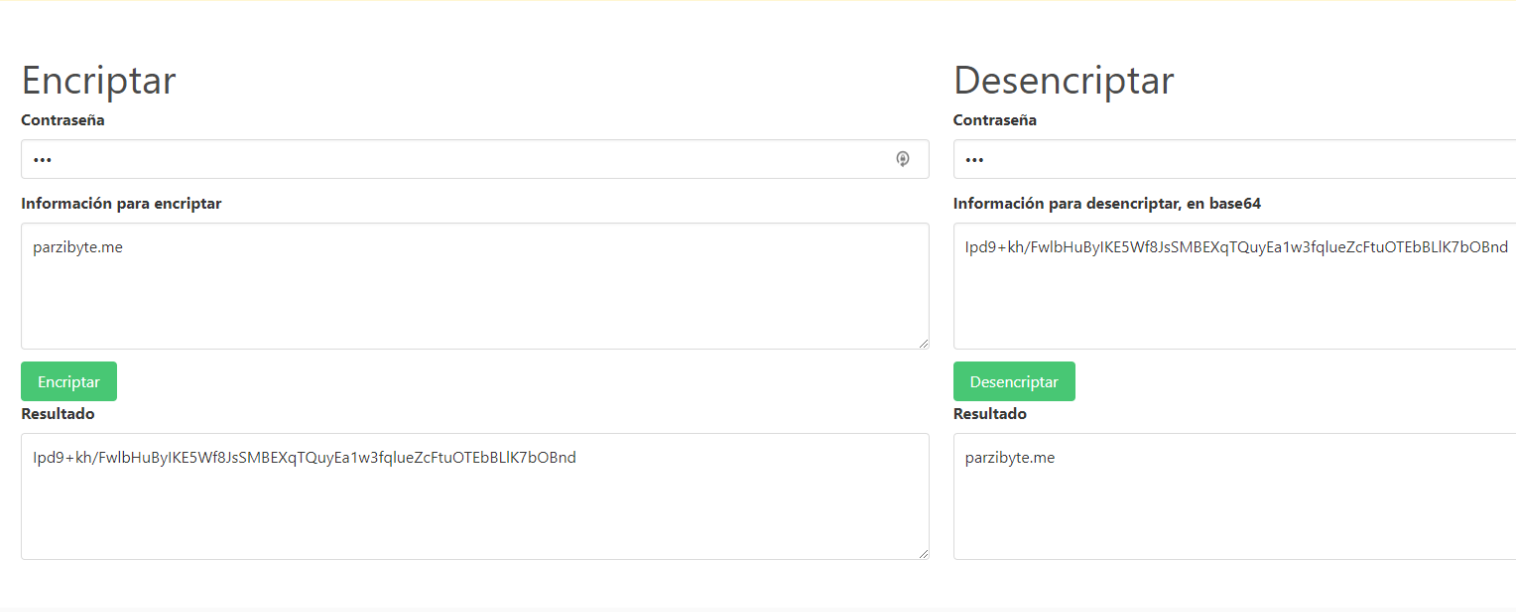 Encriptar
Contraseña
•••
Información para encriptar
parzibyte.me
Encriptar
Resultado
Ipd9+kh/FwlbHuByIKE5Wf8JsSMBEXqTQuyEa1w3fqlueZcFtuOTEbBLlK7bOBnd
Desencriptar
Contraseña
•••
Información para desencriptar, en base64
Ipd9+kh/FwlbHuByIKE5Wf8JsSMBEXqTQuyEa1w3fqlueZcFtuOTEbBLlK7bOBnd
Desencriptar
Resultado
parzibyte.me